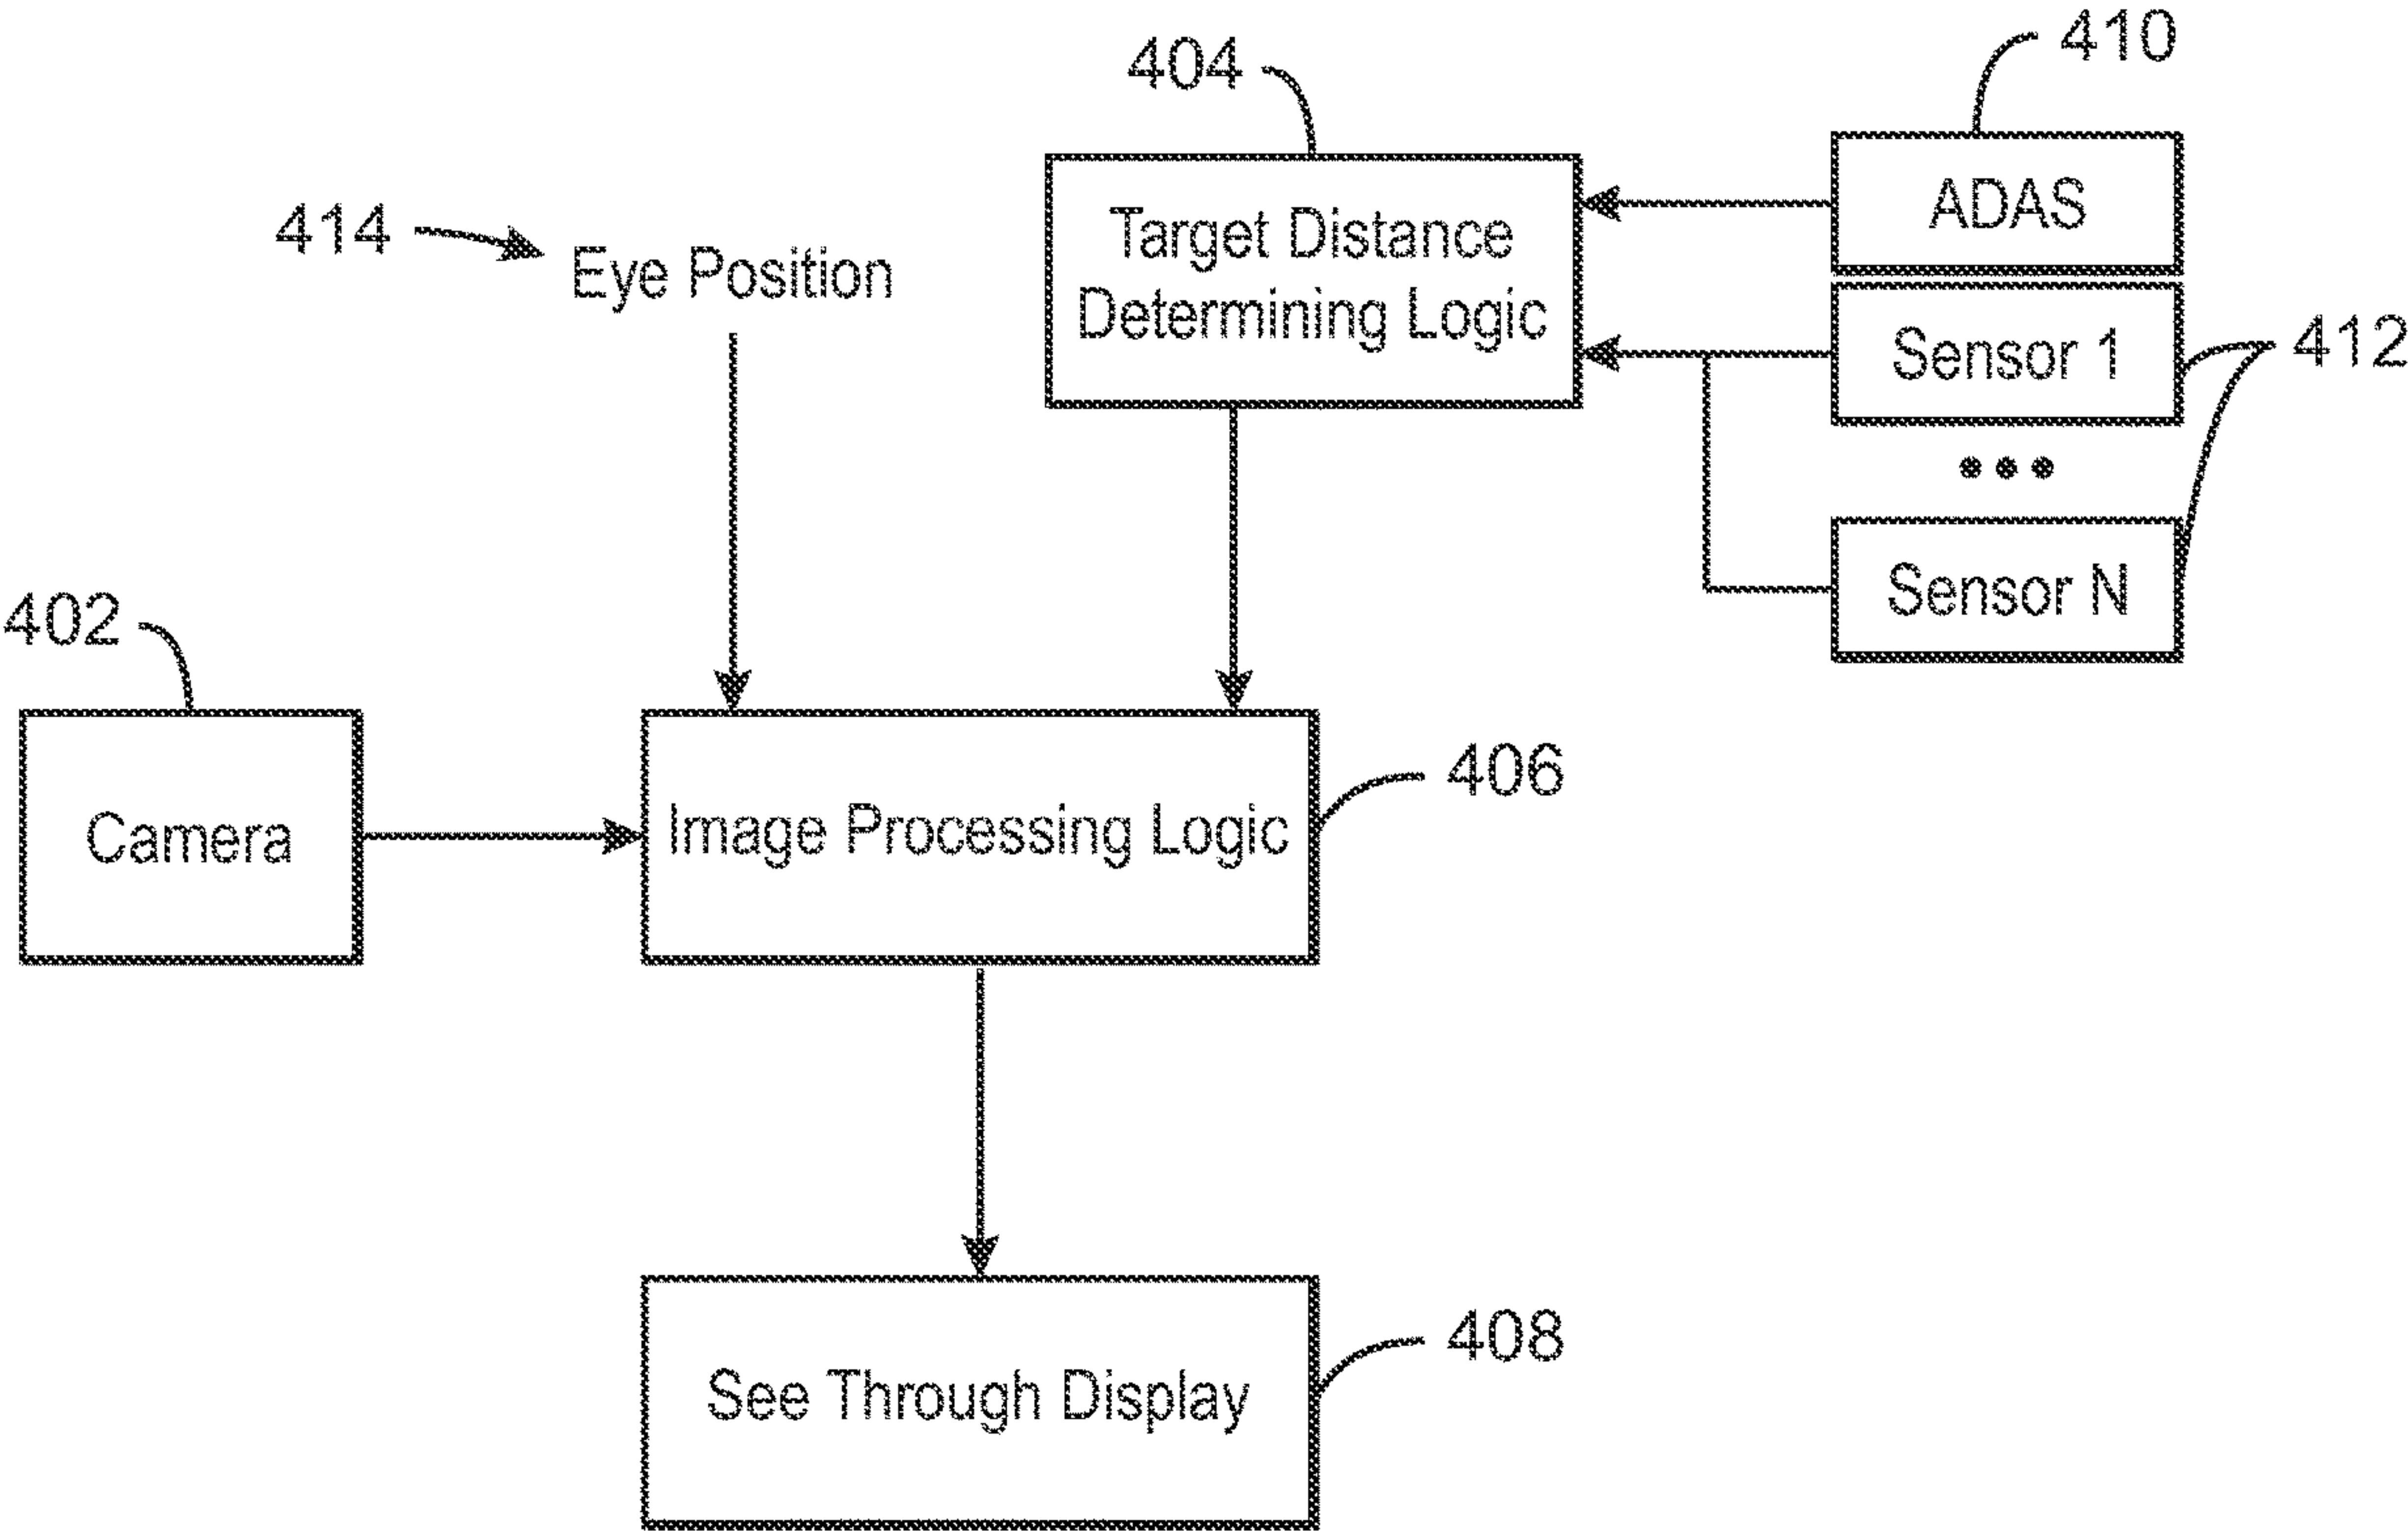 410
404
ADAS
414
Eye Position
Target Distance
Determining Logic
Sensor 1
412
Sensor N
402
406
Camera
Image Processing Logic
408
See Through Display